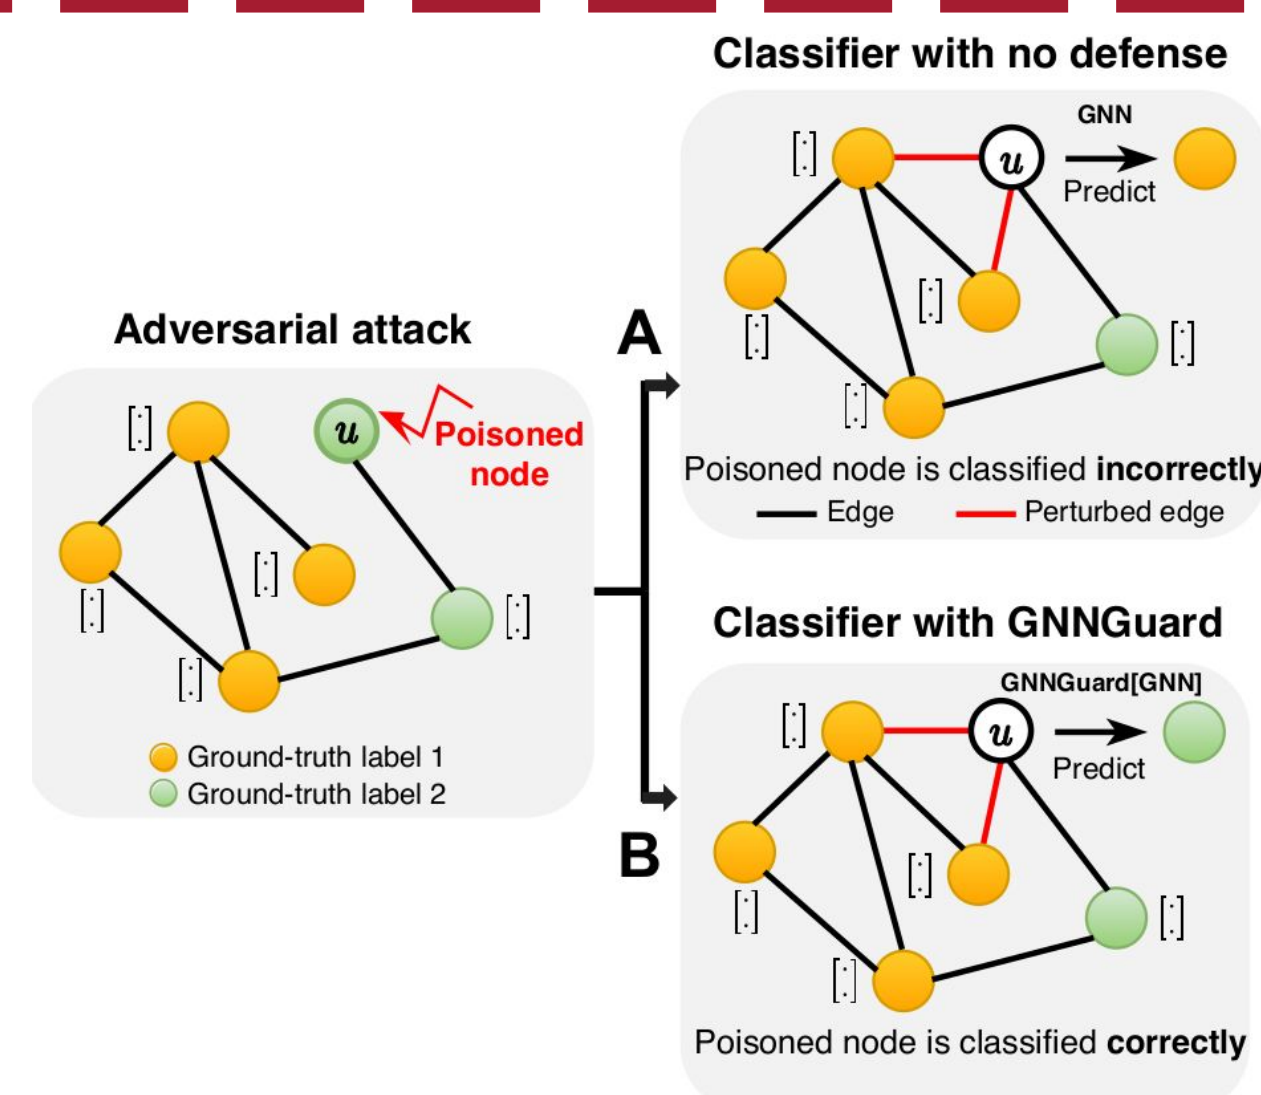 Classifier with no defense
GNN
[:]
u
Predict
[:]
[:]
[:]
[:]
Poisoned node is classified incorrectly
Edge
Perturbed edge
A
Adversarial attack
[:]
u
Poisoned
node
[:]
[:]
[:]
[:]
Ground-truth label 1
Ground-truth label 2
B
Classifier with GNNGuard
GNNGuard[GNN]
[:]
u
Predict
[:]
[:]
[:]
[:]
Poisoned node is classified correctly